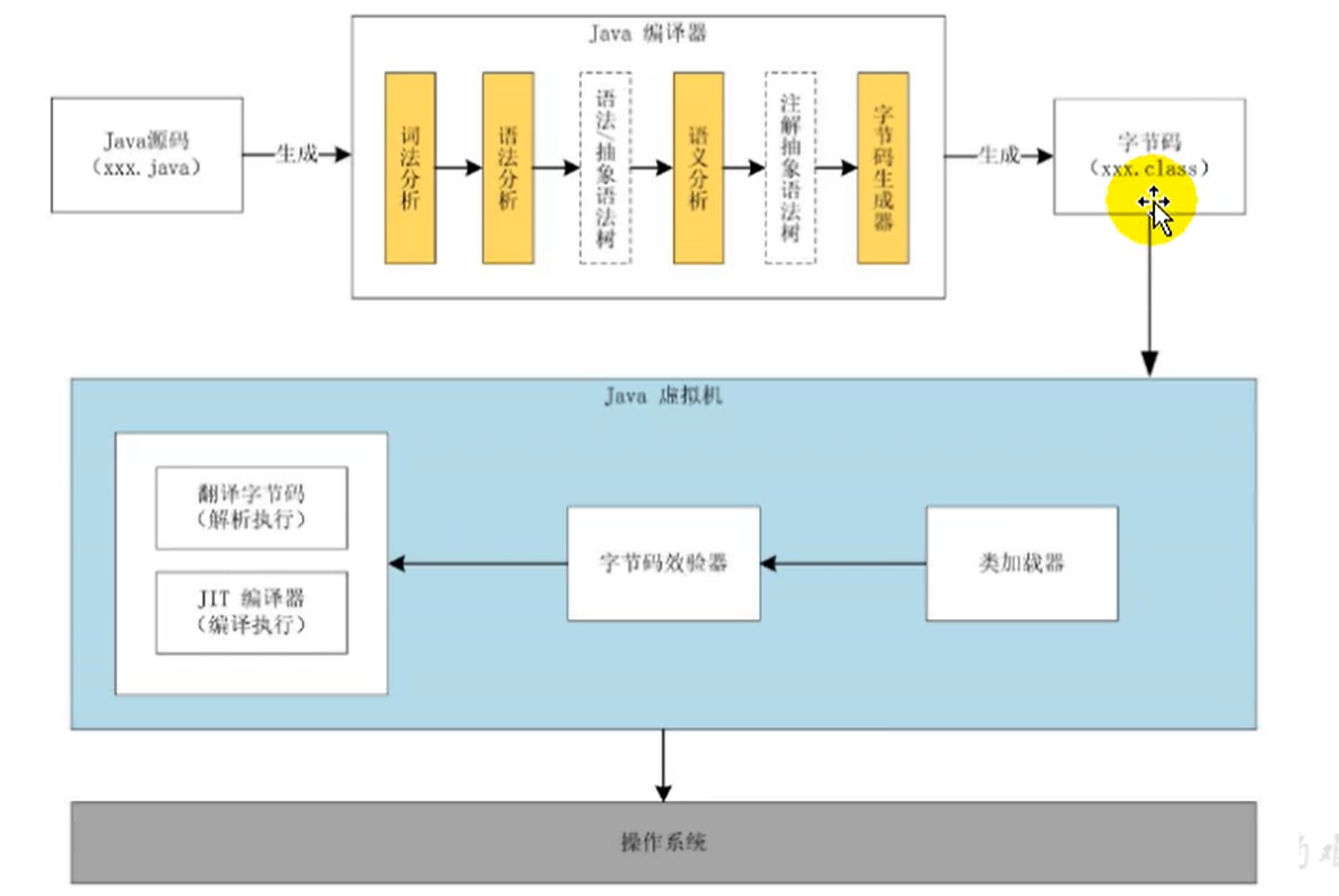 Java 编译器
Java源码
（xxx.java）
生成
词法分析
语法分析
语法/抽象语法树
语义分析
注解抽象语法树
字节码生成器
生成
字节码
（xxx.class）
Java 虚拟机
翻译字节码
（解析执行）
JIT 编译器
（编译执行）
字节码效验器
类加载器
操作系统